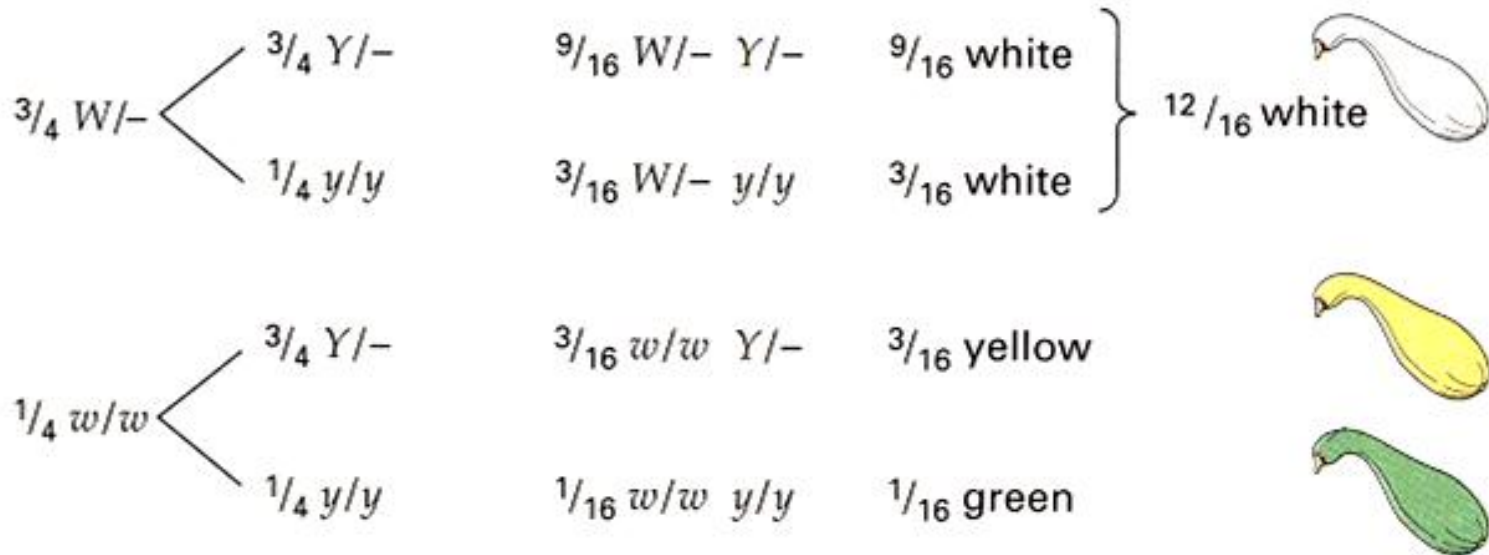 3/4 Y/– 9/16 W/– Y/– 9/16 white
3/4 W/– 12/16 white
1/4 y/y 3/16 W/– y/y 3/16 white
3/4 Y/– 3/16 w/w Y/– 3/16 yellow
1/4 w/w
1/4 y/y 1/16 w/w y/y 1/16 green